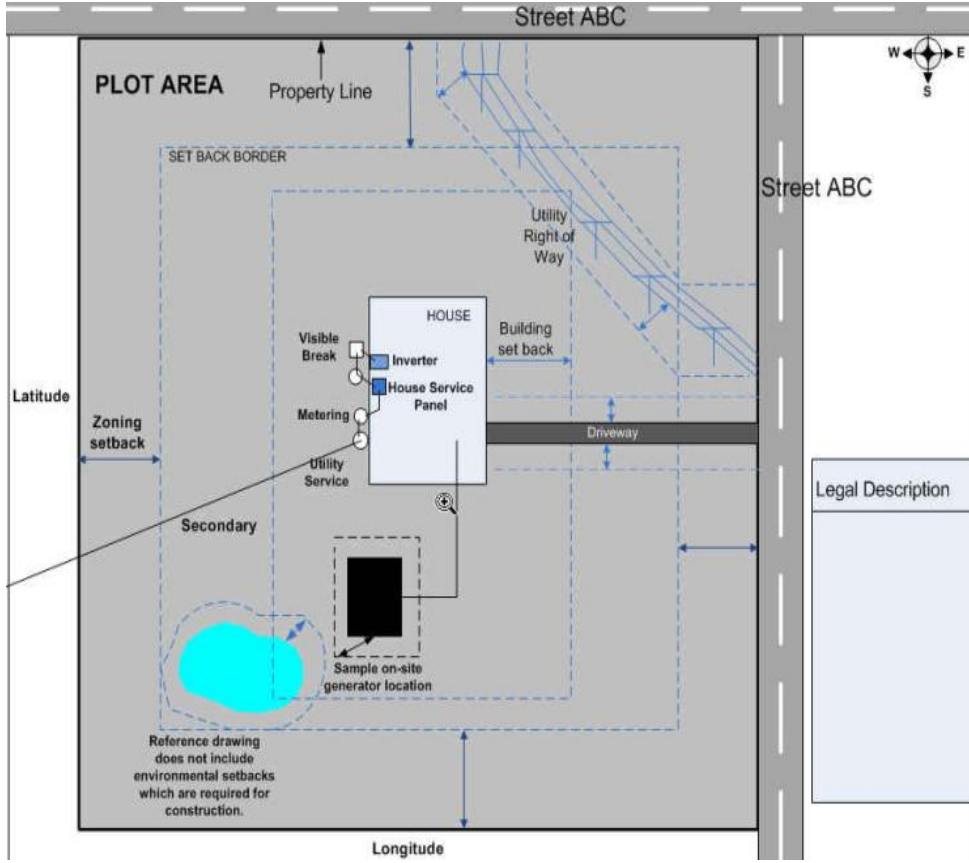 Street ABC
W
E
S
PLOT AREA
Property Line
SET BACK BORDER
Street ABC
Utility
Right of
Way
HOUSE
Visible
Break
Inverter
Building
set back
House Service
Panel
Latitude
Metering
Zoning
setback
Driveway
Utility
Service
Legal Description
Secondary
Sample on-site
generator location
Reference drawing
does not include
environmental setbacks
which are required for
construction.
Longitude